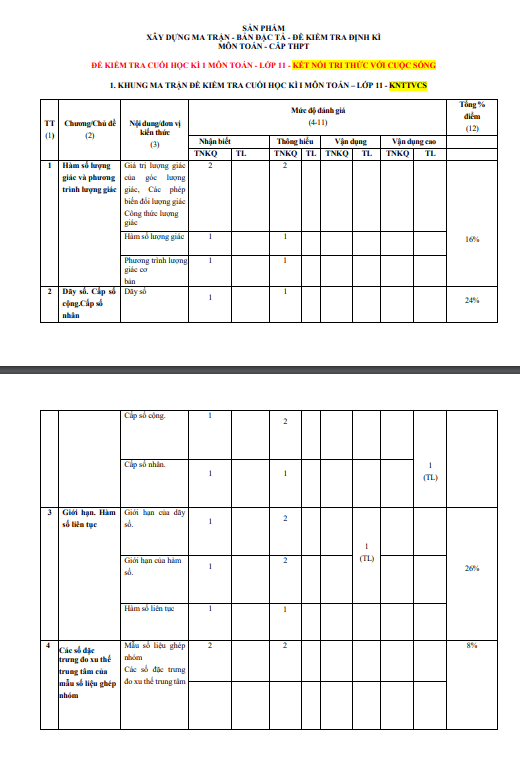 SẢN PHẨM
XÂY DỰNG MA TRẬN - BẢN ĐẶC TẢ - ĐỀ KIỂM TRA ĐỊNH KÌ
MÔN TOÁN - CẤP THPT
ĐỀ KIỂM TRA CUỐI HỌC KÌ I MÔN TOÁN - LỚP 11 - KẾT NỐI TRI THỨC VỚI CUỘC SỐNG
1. KHUNG MA TRẬN ĐỀ KIỂM TRA CUỐI HỌC KÌ I MÔN TOÁN – LỚP 11 - KNTTVCS
TT
(1)
Chương/Chủ đề
(2)
Nội dung/đơn vị
kiến thức
(3)
Mức độ đánh giá
(4-11)
Tổng %
điểm
(12)
Nhận biết
Thông hiểu
Vận dụng
Vận dụng cao
TNKQ TL TNKQ TL TNKQ TL TNKQ TL
1
Hàm số lượng
giác và phương
trình lượng giác
Giá trị lượng giác
của góc lượng
giác, Các phép
biến đổi lượng giác
Công thức lượng
giác
2 2
Hàm số lượng giác
1 1
16%
Phương trình lượng
giác cơ
bản
1 1
2
Dãy số. Cấp số
cộng.Cấp số
nhân
Dãy số
1 1
24%
Cấp số cộng.
1 2
Cấp số nhân.
1 1
1
(TL)
3
Giới hạn. Hàm
số liên tục
Giới hạn của dãy
số.
1 2
1
(TL)
Giới hạn của hàm
số.
1 2
26%
Hàm số liên tục
1 1
4
Các số đặc
trưng đo xu thế
trung tâm của
mẫu số liệu ghép
nhóm
Mẫu số liệu ghép
nhóm
Các số đặc trưng
đo xu thế trung tâm
2 2
8%